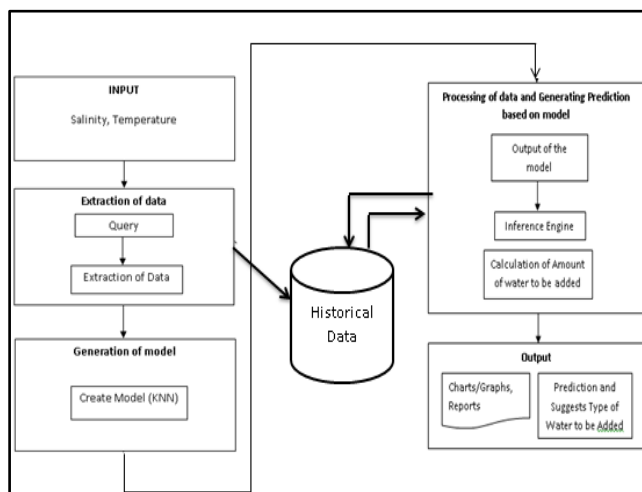 INPUT
Salinity, Temperature
Extraction of data
Query
Extraction of Data
Generation of model
Create Model (KNN)
Historical
Data
Processing of data and Generating Prediction
based on model
Output of the
model
Inference Engine
Calculation of Amount
of water to be added
Output
Charts/Graphs,
Reports
Prediction and
Suggests Type of
Water to be Added